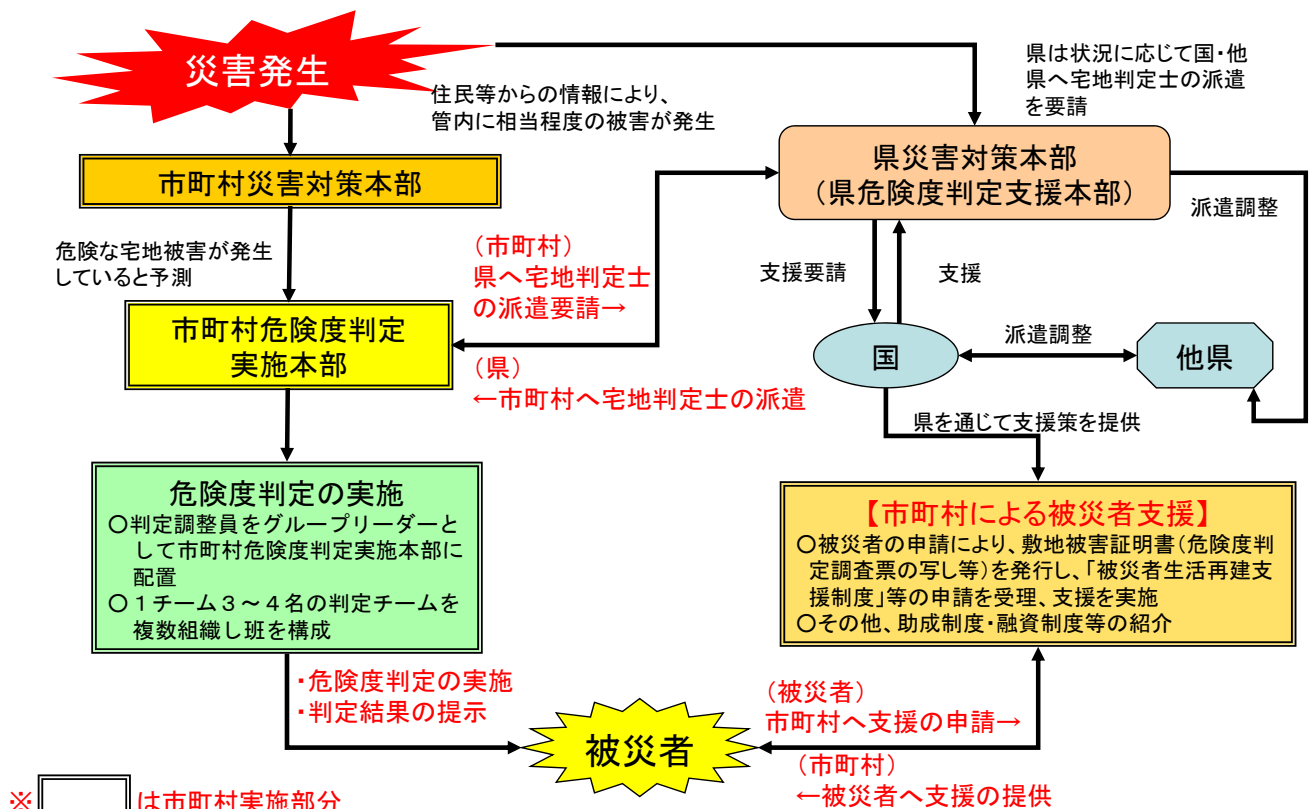 災害発生
住民等からの情報により、
管内に相当程度の被害が発生
県は状況に応じて国・他
県へ宅地判定士の派遣
を要請
市町村災害対策本部
県災害対策本部
（県危険度判定支援本部）
派遣調整
危険な宅地被害が発生
していると予測
（市町村）
県へ宅地判定士
の派遣要請→
支援要請
支援
市町村危険度判定
実施本部
（県）
←市町村へ宅地判定士の派遣
国
派遣調整
他県
県を通じて支援策を提供
危険度判定の実施
○判定調整員をグループリーダーと
して市町村危険度判定実施本部に
配置
○１チーム３～４名の判定チームを
複数組織し班を構成
【市町村による被災者支援】
○被災者の申請により、敷地被害証明書（危険度判
定調査票の写し等）を発行し、「被災者生活再建支
援制度」等の申請を受理、支援を実施
○その他、助成制度・融資制度等の紹介
・危険度判定の実施
・判定結果の提示
被災者
（被災者）
市町村へ支援の申請→
（市町村）
←被災者へ支援の提供
※ は市町村実施部分